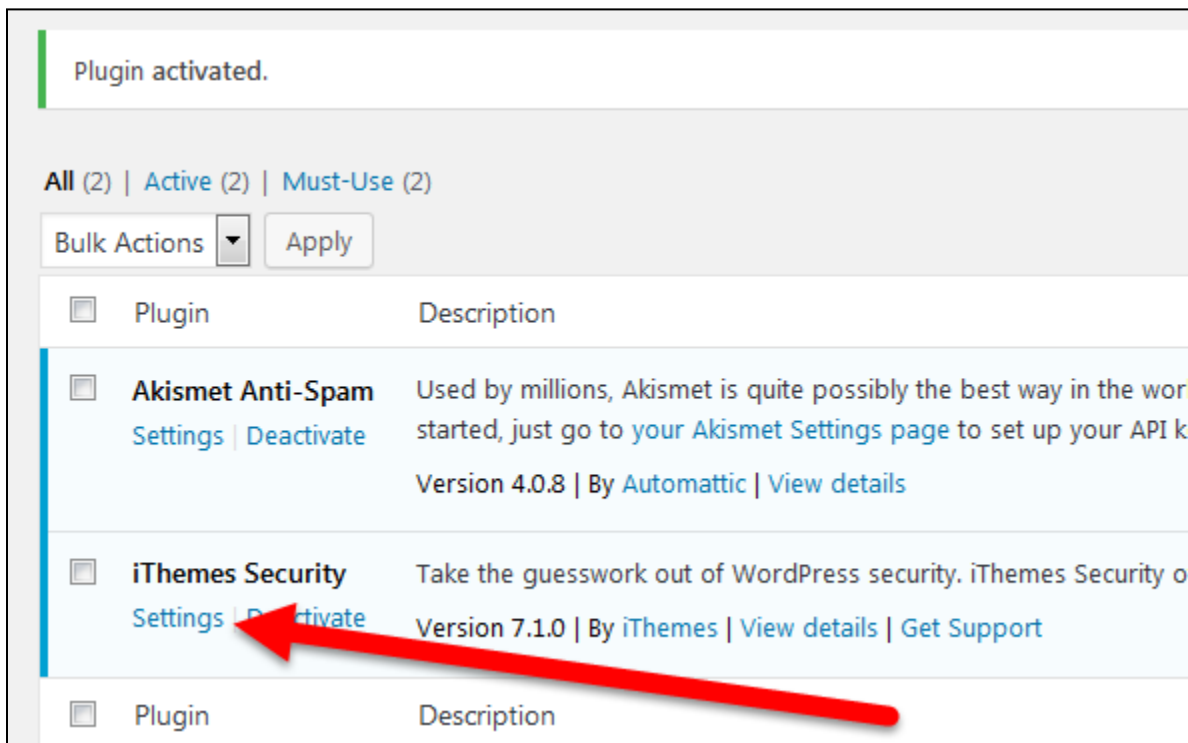 Plugin activated.
All (2) | Active (2) | Must-Use (2)
Bulk Actions Apply
Plugin Description
Akismet Anti-Spam Used by millions, Akismet is quite possibly the best way in the wor
Settings | Deactivate started, just go to your Akismet Settings page to set up your API k
Version 4.0.8 | By Automattic | View details
iThemes Security Take the guesswork out of WordPress security. iThemes Security o
Settings | Deactivate Version 7.1.0 | By iThemes | View details | Get Support
Plugin Description